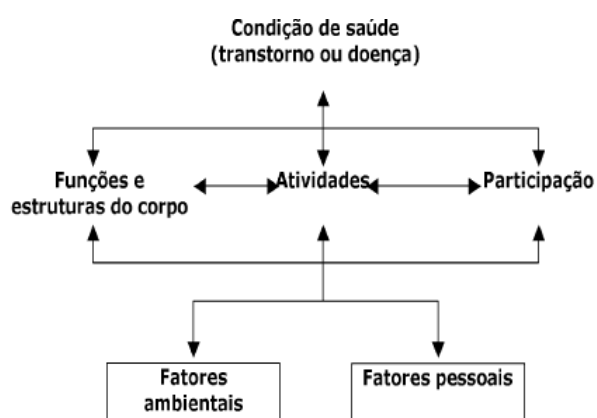 Condição de saúde
(transtorno ou doença)
Funções e
estruturas do corpo
Atividades
Participação
Fatores
ambientais
Fatores pessoais